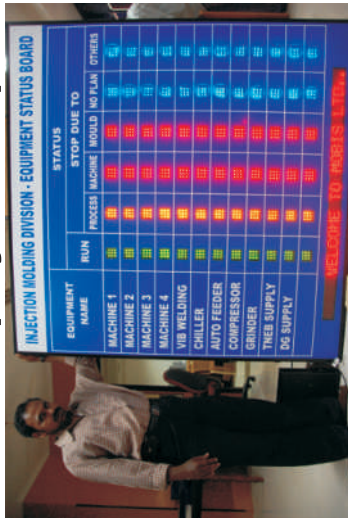 INJECTION MOLDING DIVISION - EQUIPMENT STATUS BOARD
EQUIPMENT NAME
STATUS
RUN
STOP DUE TO
PROCESS
MACHINE
MOULD
NO PLAN
OTHERS
MACHINE 1
MACHINE 2
MACHINE 3
MACHINE 4
VIB WELDING
CHILLER
AUTO FEEDER
COMPRESSOR
GRINDER
TNEB SUPPLY
DG SUPPLY
WELCOME TO MOBIS LTD..